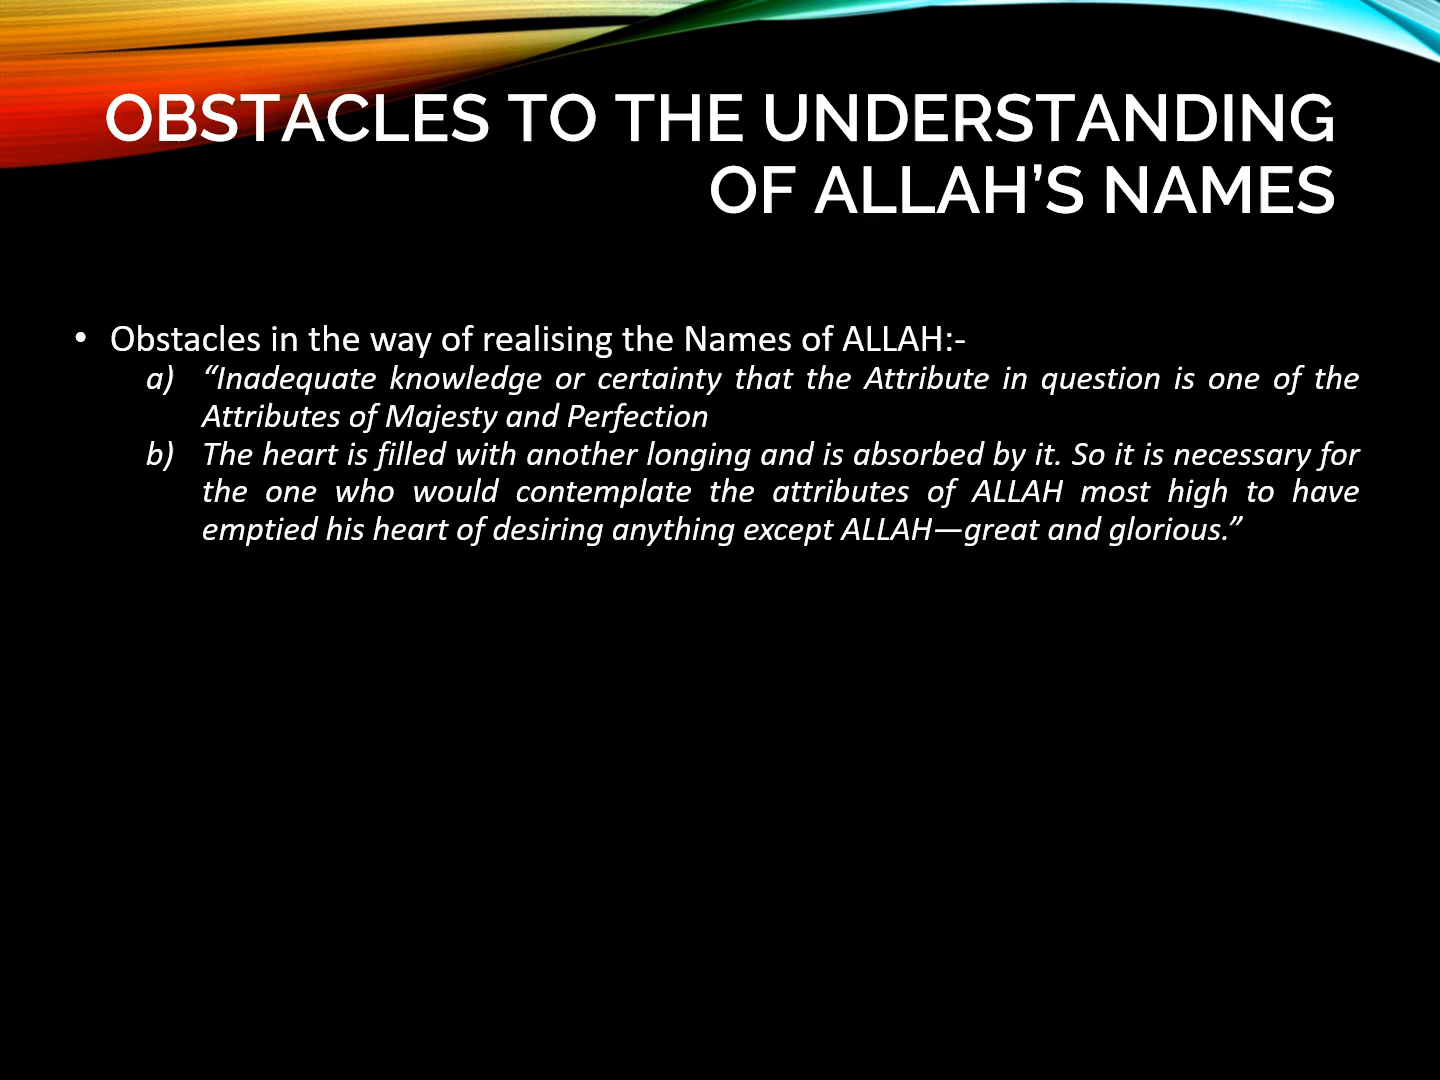 OBSTACLES TO THE UNDERSTANDING
OF ALLAH’S NAMES
• Obstacles in the way of realising the Names of ALLAH:-
a) “Inadequate knowledge or certainty that the Attribute in question is one of the
Attributes of Majesty and Perfection
b) The heart is filled with another longing and is absorbed by it. So it is necessary for
the one who would contemplate the attributes of ALLAH most high to have
emptied his heart of desiring anything except ALLAH—great and glorious.”